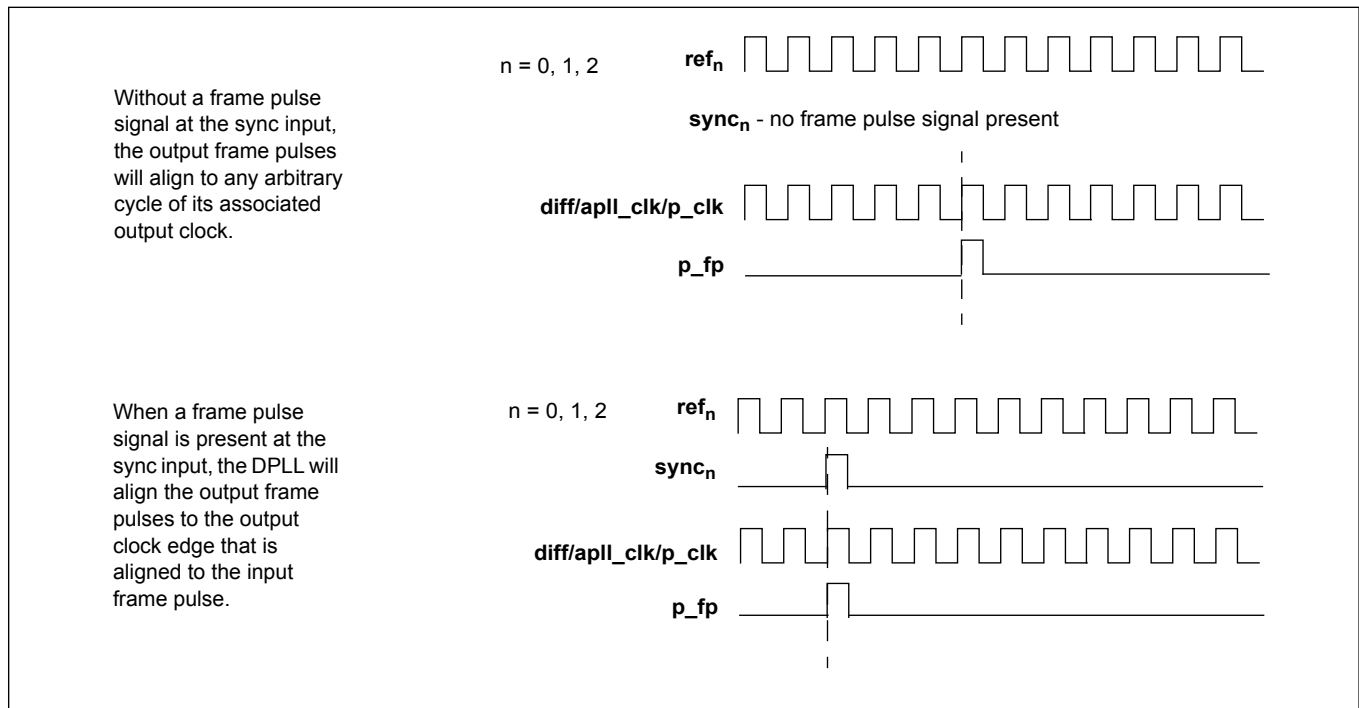 n = 0, 1, 2
refn
Without a frame pulse
signal at the sync input,
the output frame pulses
will align to any arbitrary
cycle of its associated
output clock.
syncn - no frame pulse signal present
diff/apll_clk/p_clk
p_fp
When a frame pulse
signal is present at the
sync input, the DPLL will
align the output frame
pulses to the output
clock edge that is
aligned to the input
frame pulse.
n = 0, 1, 2
refn
syncn
diff/apll_clk/p_clk
p_fp